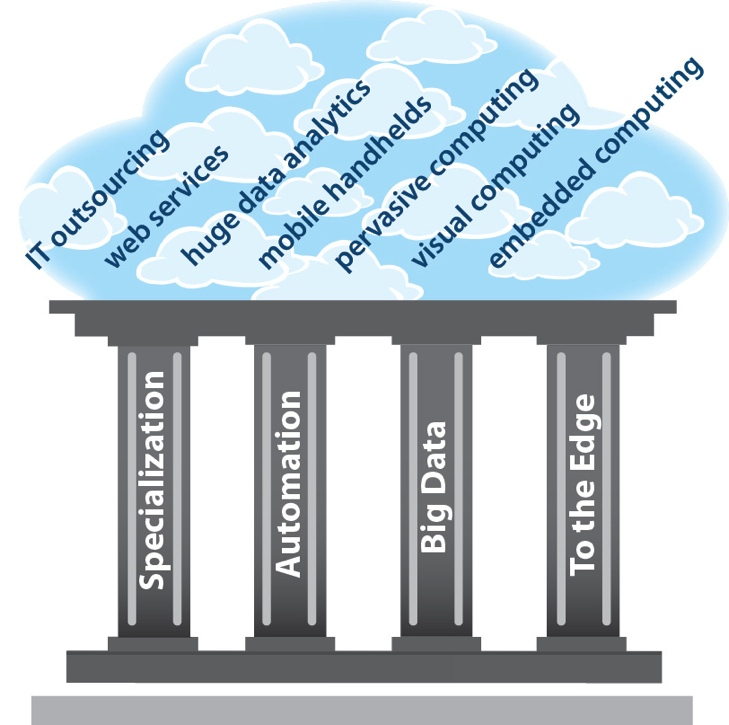 IT outsourcing
web services
huge data analytics
mobile handhelds
pervasive computing
visual computing
embedded computing
Specialization
Automation
Big Data
To the Edge